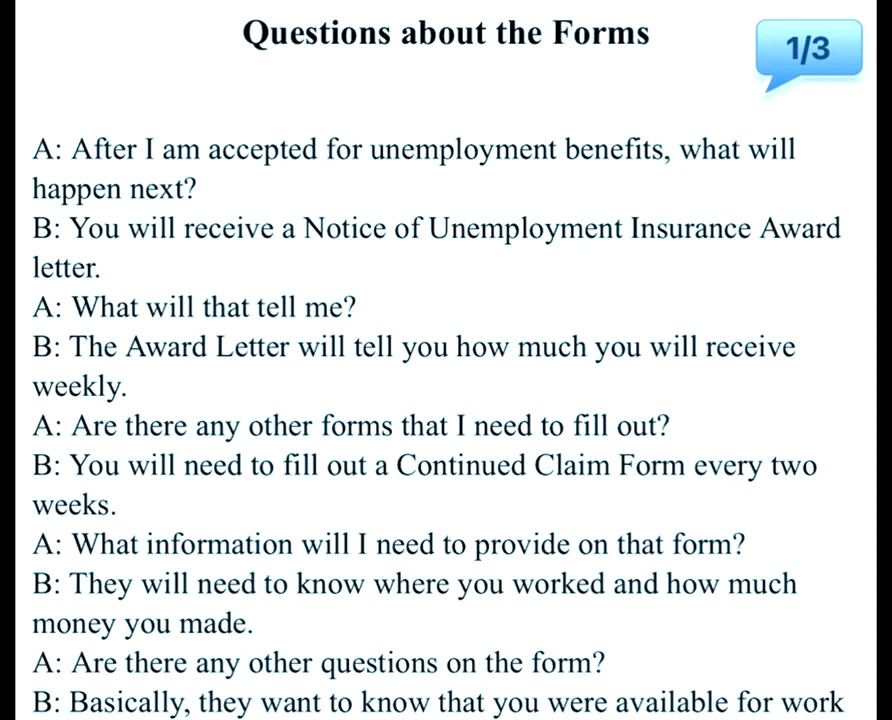 Questions about the Forms
1/3
A: After I am accepted for unemployment benefits, what will
happen next?
B: You will receive a Notice of Unemployment Insurance Award
letter.
A: What will that tell me?
B: The Award Letter will tell you how much you will receive
weekly.
A: Are there any other forms that I need to fill out?
B: You will need to fill out a Continued Claim Form every two
weeks.
A: What information will I need to provide on that form?
B: They will need to know where you worked and how much
money you made.
A: Are there any other questions on the form?
B: Basically, they want to know that you were available for work